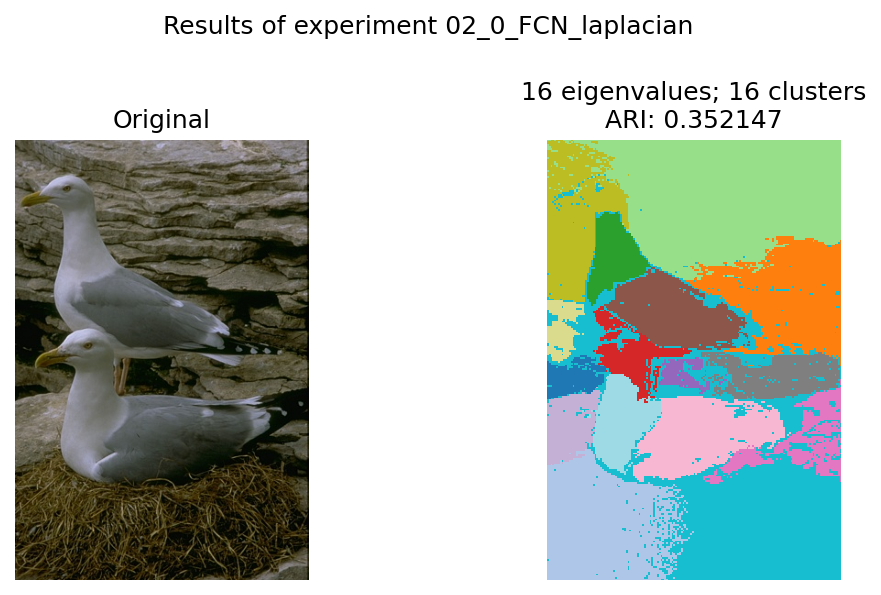 Results of experiment 02_0_FCN_laplacian
Original
16 eigenvalues; 16 clusters
ARI: 0.352147